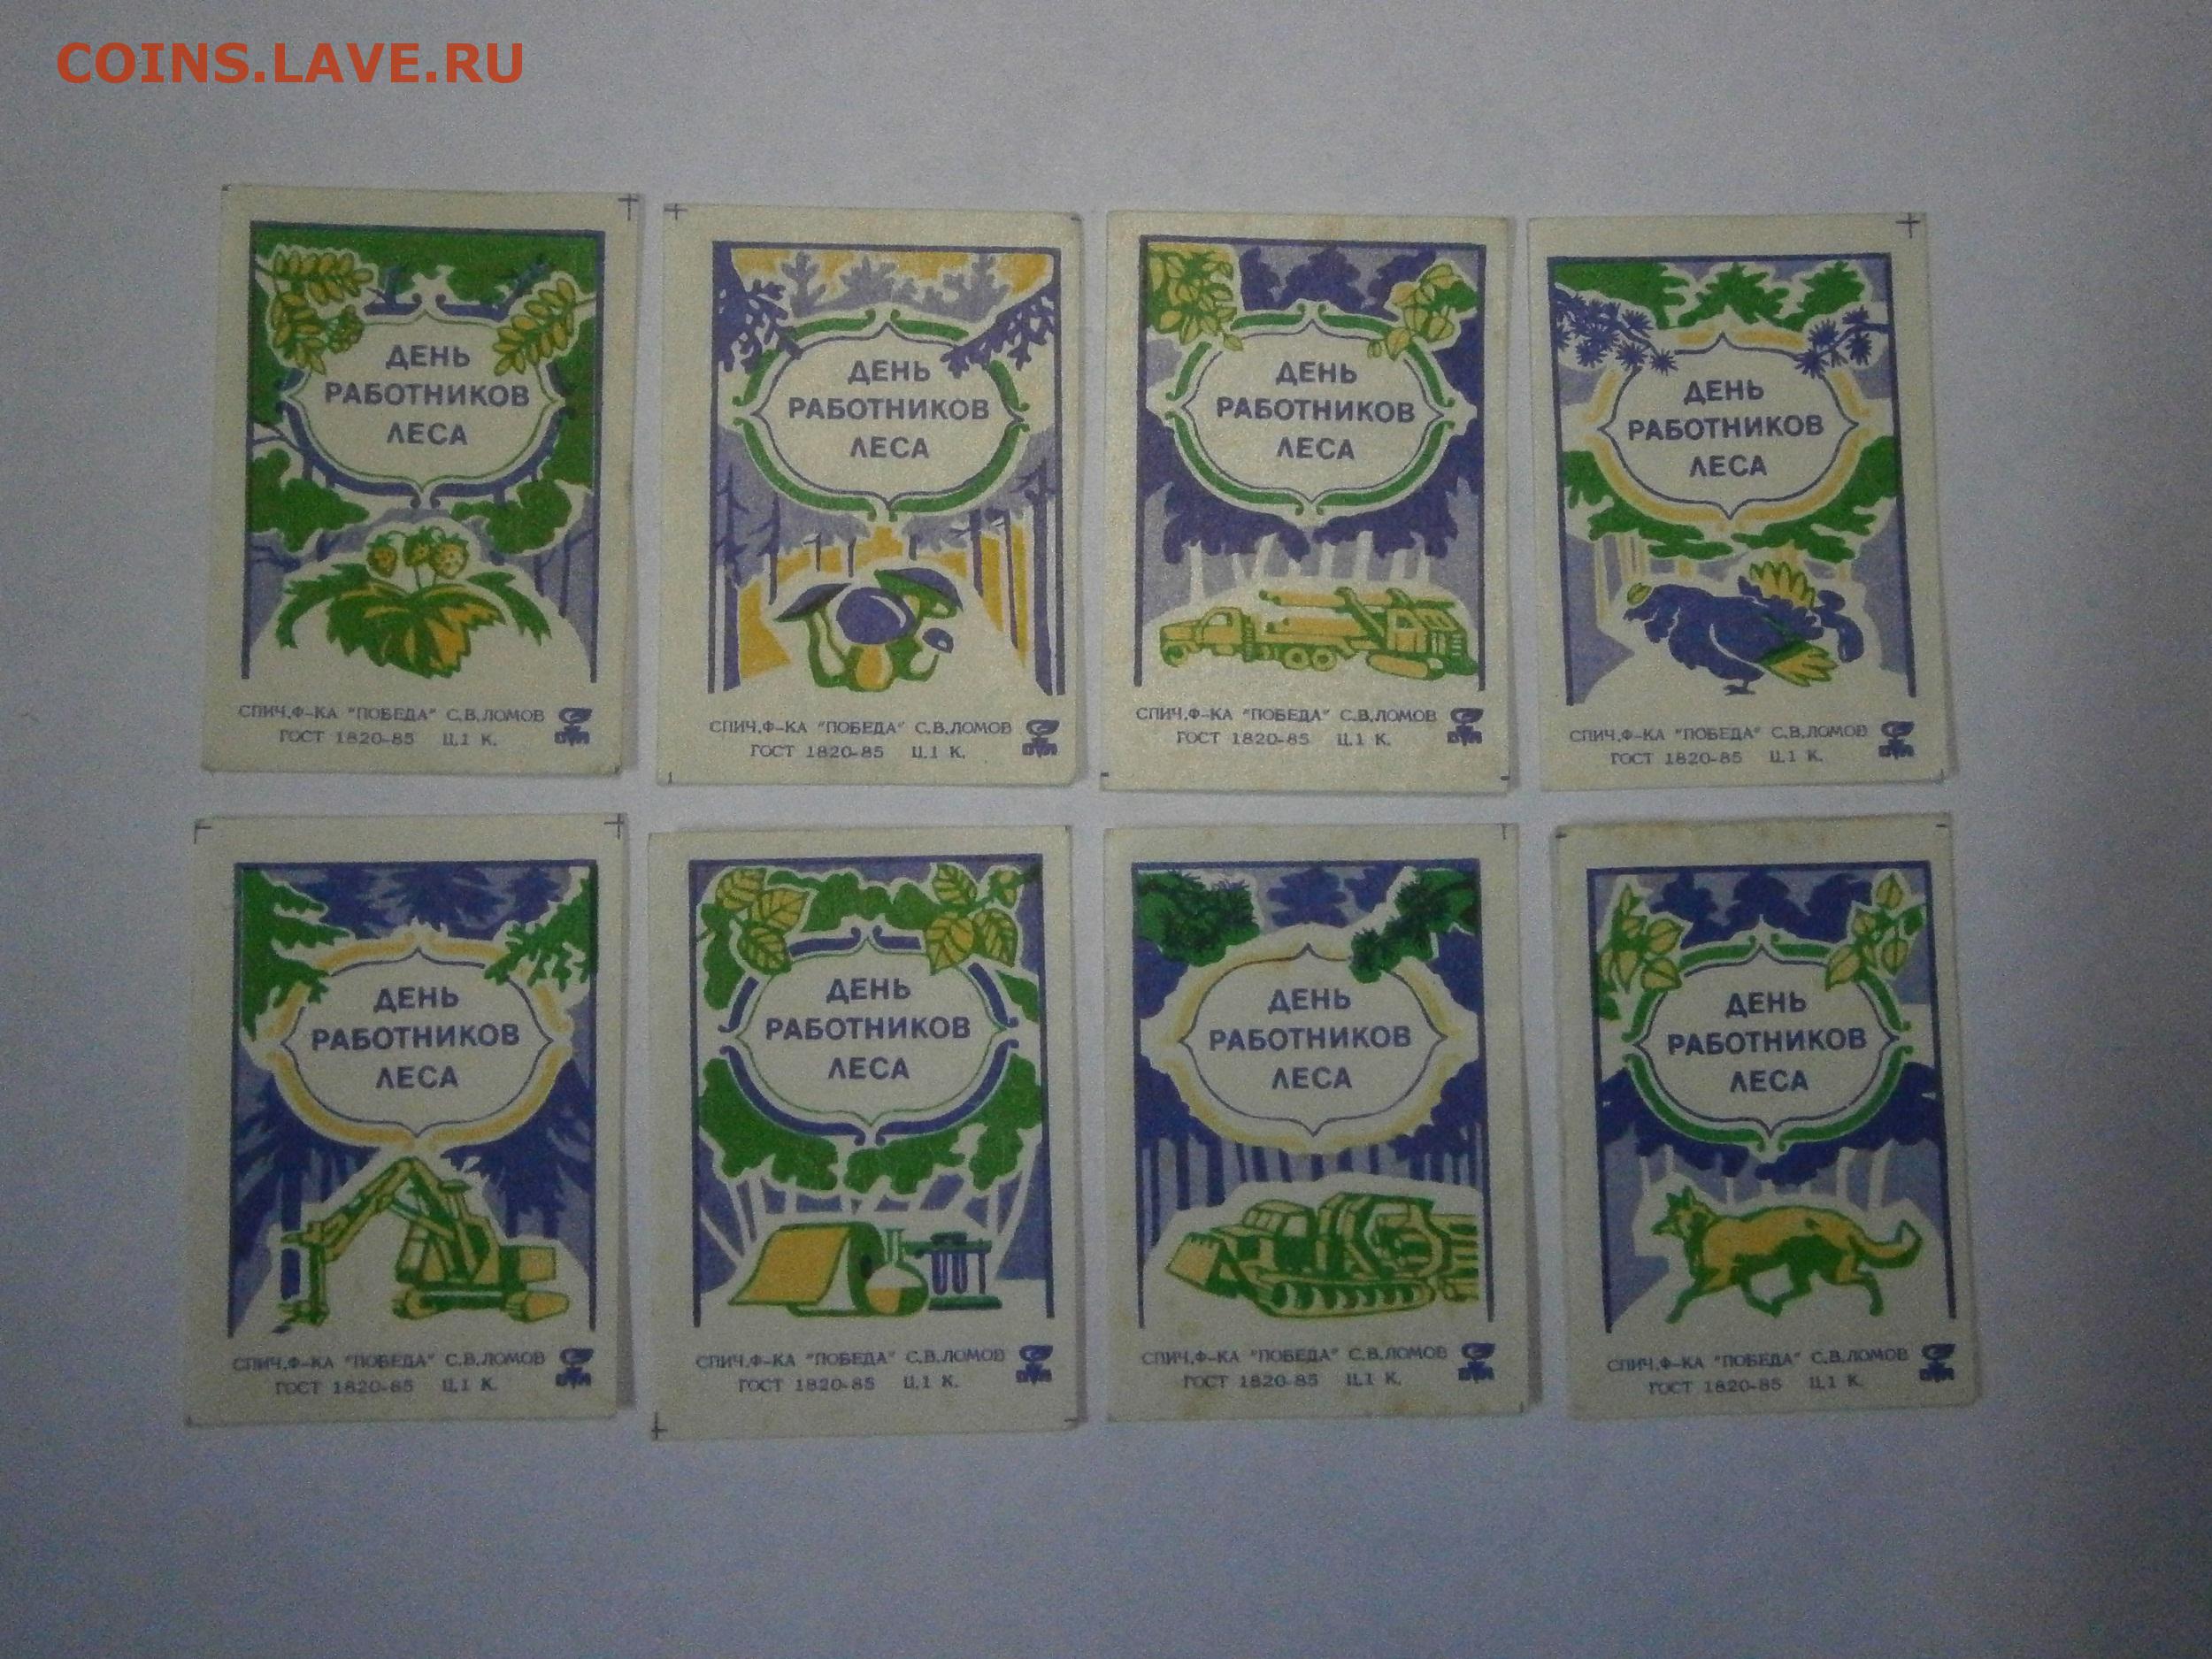 COINS.LAVE.RU
ДЕНЬ
РАБОТНИКОВ
ЛЕСА
СПИЧ.Ф-КА "ПОБЕДА" С.В.ЛОМОВ
ГОСТ 1820-85 Ц.1 К.
ДЕНЬ
РАБОТНИКОВ
ЛЕСА
СПИЧ.Ф-КА "ПОБЕДА" С.В.ЛОМОВ
ГОСТ 1820-85 Ц.1 К.
ДЕНЬ
РАБОТНИКОВ
ЛЕСА
СПИЧ.Ф-КА "ПОБЕДА" С.В.ЛОМОВ
ГОСТ 1820-85 Ц.1 К.
ДЕНЬ
РАБОТНИКОВ
ЛЕСА
СПИЧ.Ф-КА "ПОБЕДА" С.В.ЛОМОВ
ГОСТ 1820-85 Ц.1 К.
ДЕНЬ
РАБОТНИКОВ
ЛЕСА
СПИЧ.Ф-КА "ПОБЕДА" С.В.ЛОМОВ
ГОСТ 1820-85 Ц.1 К.
ДЕНЬ
РАБОТНИКОВ
ЛЕСА
СПИЧ.Ф-КА "ПОБЕДА" С.В.ЛОМОВ
ГОСТ 1820-85 Ц.1 К.
ДЕНЬ
РАБОТНИКОВ
ЛЕСА
СПИЧ.Ф-КА "ПОБЕДА" С.В.ЛОМОВ
ГОСТ 1820-85 Ц.1 К.
ДЕНЬ
РАБОТНИКОВ
ЛЕСА
СПИЧ.Ф-КА "ПОБЕДА" С.В.ЛОМОВ
ГОСТ 1820-85 Ц.1 К.